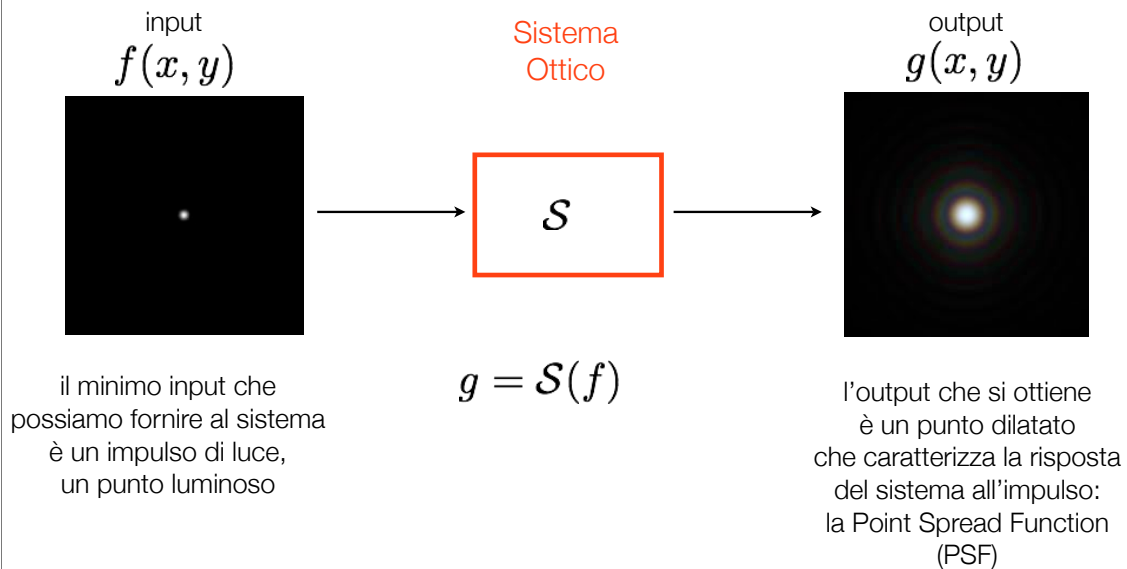 input
f(x, y)
Sistema
Ottico
output
g(x, y)
S
g = S(f)
il minimo input che
possiamo fornire al sistema
è un impulso di luce,
un punto luminoso
l’output che si ottiene
è un punto dilatato
che caratterizza la risposta
del sistema all’impulso:
la Point Spread Function
(PSF)